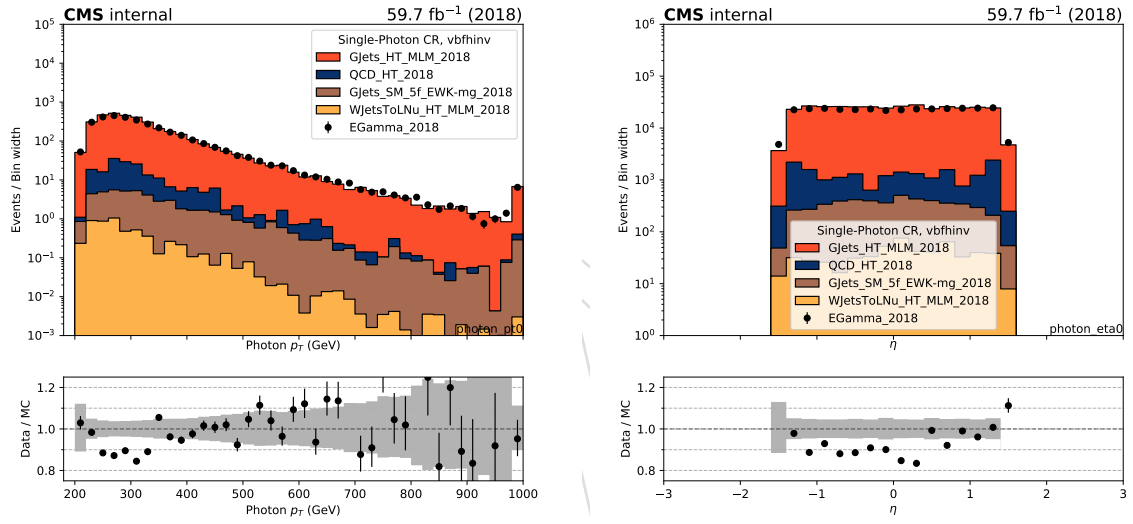 CMS internal 59.7 fb⁻¹ (2018)
10⁵
10⁴
10³
10²
10¹
10⁰
10⁻¹
10⁻²
10⁻³
Events / Bin width
Single-Photon CR, vbfhinv
GJets_HT_MLM_2018
QCD_HT_2018
GJets_SM_5f_EWK-mg_2018
WJetsToLNu_HT_MLM_2018
EGamma_2018
photon_pt0
Photon p_T (GeV)
1.2
1.0
0.8
Data / MC
200 300 400 500 600 700 800 900 1000
Photon p_T (GeV)
CMS internal 59.7 fb⁻¹ (2018)
10⁶
10⁵
10⁴
10³
10²
10¹
10⁰
Events / Bin width
Single-Photon CR, vbfhinv
GJets_HT_MLM_2018
QCD_HT_2018
GJets_SM_5f_EWK-mg_2018
WJetsToLNu_HT_MLM_2018
EGamma_2018
photon_eta0
η
1.2
1.0
0.8
Data / MC
−3 −2 −1 0 1 2 3
η